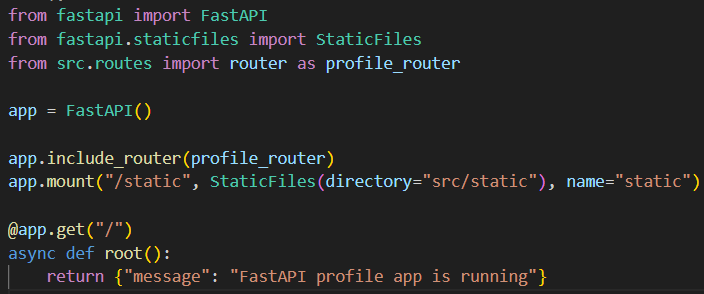 from fastapi import FastAPI
from fastapi.staticfiles import StaticFiles
from src.routes import router as profile_router
app = FastAPI()
app.include_router(profile_router)
app.mount("/static", StaticFiles(directory="src/static"), name="static")
@app.get("/")
async def root():
    return {"message": "FastAPI profile app is running"}